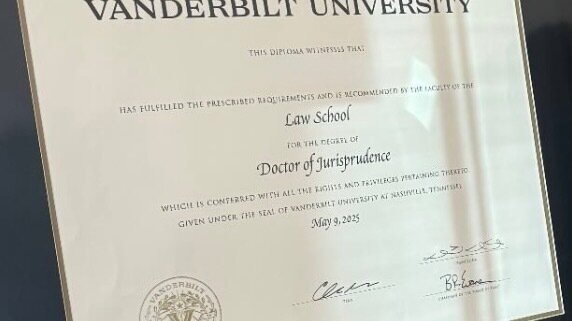 VANDERBILT UNIVERSITY
THIS DIPLOMA WITNESSES THAT
HAS FULFILLED THE PRESCRIBED REQUIREMENTS AND IS RECOMMENDED BY THE FACULTY OF THE
Law School
FOR THE DEGREE OF
Doctor of Jurisprudence
WHICH IS CONFERRED WITH ALL THE RIGHTS AND PRIVILEGES PERTAINING THERETO
GIVEN UNDER THE SEAL OF VANDERBILT UNIVERSITY AT NASHVILLE, TENNESSEE
May 9, 2025
VANDERBILT